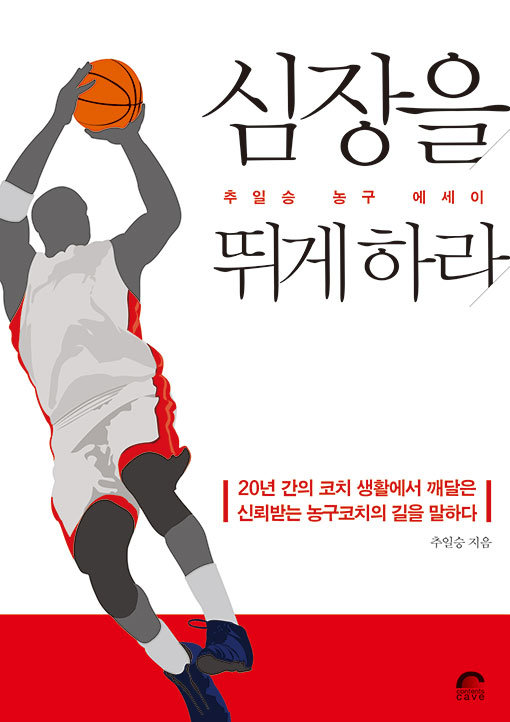 심장을
추일승 농구 에세이
뛰게 하라
20년 간의 코치 생활에서 깨달은
신뢰받는 농구코치의 길을 말하다
추일승 지음
contents
cave